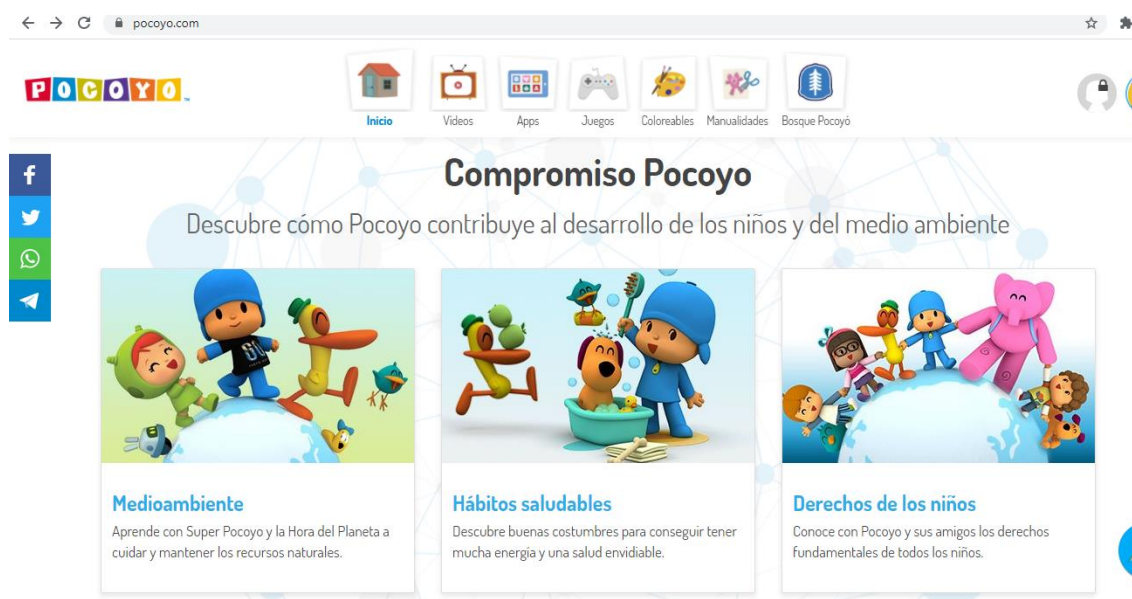 pocoyo.com
POCOYO™
Inicio
Videos
Apps
Juegos
Coloreables
Manualidades
Bosque Pocoyó
Compromiso Pocoyo
Descubre cómo Pocoyo contribuye al desarrollo de los niños y del medio ambiente
Medioambiente
Aprende con Super Pocoyo y la Hora del Planeta a
cuidar y mantener los recursos naturales.
Hábitos saludables
Descubre buenas costumbres para conseguir tener
mucha energía y una salud envidiable.
Derechos de los niños
Conoce con Pocoyo y sus amigos los derechos
fundamentales de todos los niños.